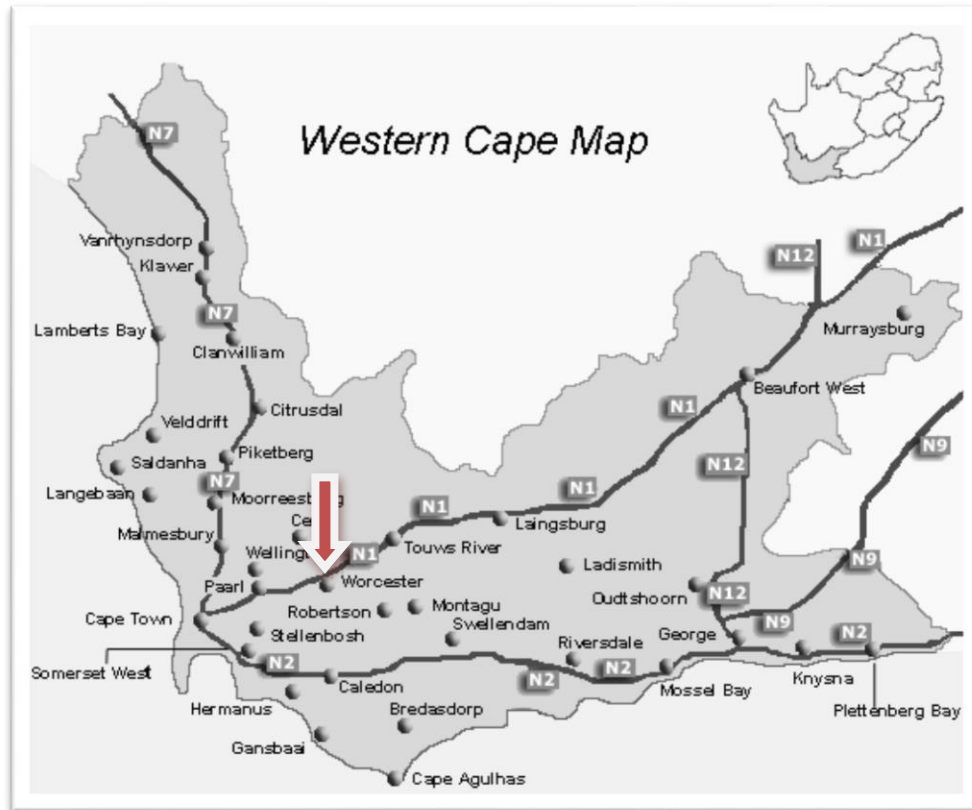 Western Cape Map
N7
N12
N1
Vanrhynsdorp
Klawer
N7
Lamberts Bay
Clanwilliam
Murraysburg
Beaufort West
Citrusdal
N1
Velddrift
Piketberg
N9
Saldanha
N12
N7
Langebaan
Moorreesburg
N1
N1
Laingsburg
Malmesbury
Touws River
Wellingt
N1
Ladismith
N9
Paarl
Worcester
Oudtshoorn
N12
Robertson
Montagu
Cape Town
Stellenbosh
Swellendam
Riversdale
George
N9
N2
Somerset West
N2
Caledon
N2
N2
Mossel Bay
Knysna
Hermanus
Bredasdorp
Plettenberg Bay
Gansbaai
Cape Agulhas